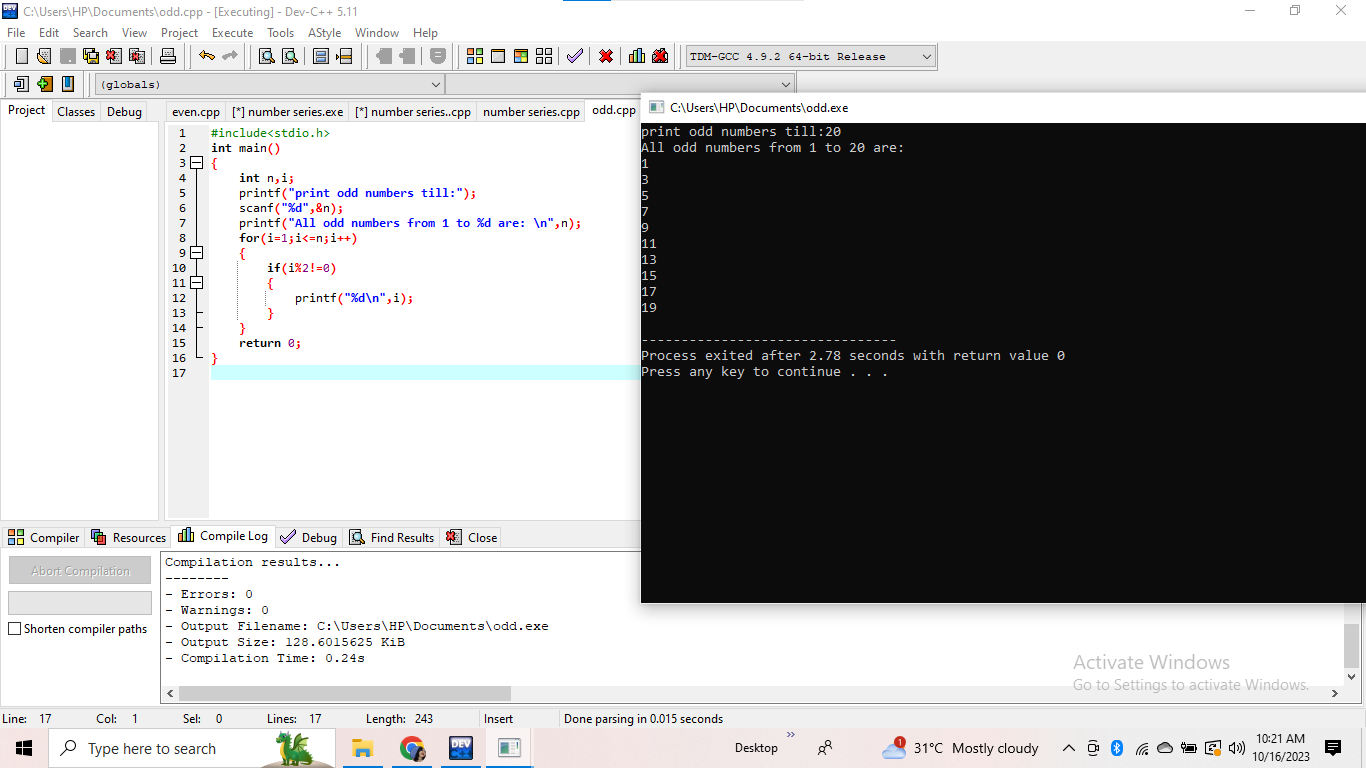 C:\Users\HP\Documents\odd.cpp - [Executing] - Dev-C++ 5.11
File Edit Search View Project Execute Tools AStyle Window Help
TDM-GCC 4.9.2 64-bit Release
(globals)
Project Classes Debug
even.cpp [*] number series.exe [*] number series..cpp number series.cpp odd.cpp
1 #include<stdio.h>
2 int main()
3 {
4 int n,i;
5 printf("print odd numbers till:");
6 scanf("%d",&n);
7 printf("All odd numbers from 1 to %d are: \n",n);
8 for(i=1;i<=n;i++)
9 {
10 if(i%2!=0)
11 {
12 printf("%d\n",i);
13 }
14 }
15 return 0;
16 }
17
C:\Users\HP\Documents\odd.exe
print odd numbers till:20
All odd numbers from 1 to 20 are:
1
3
5
7
9
11
13
15
17
19
--------------------------------
Process exited after 2.78 seconds with return value 0
Press any key to continue . . .
Compiler Resources Compile Log Debug Find Results Close
Abort Compilation
Shorten compiler paths
Compilation results...
--------
- Errors: 0
- Warnings: 0
- Output Filename: C:\Users\HP\Documents\odd.exe
- Output Size: 128.6015625 KiB
- Compilation Time: 0.24s
Activate Windows
Go to Settings to activate Windows.
Line: 17 Col: 1 Sel: 0 Lines: 17 Length: 243 Insert Done parsing in 0.015 seconds
Type here to search
DEV
Desktop
1
31°C Mostly cloudy
10:21 AM
10/16/2023